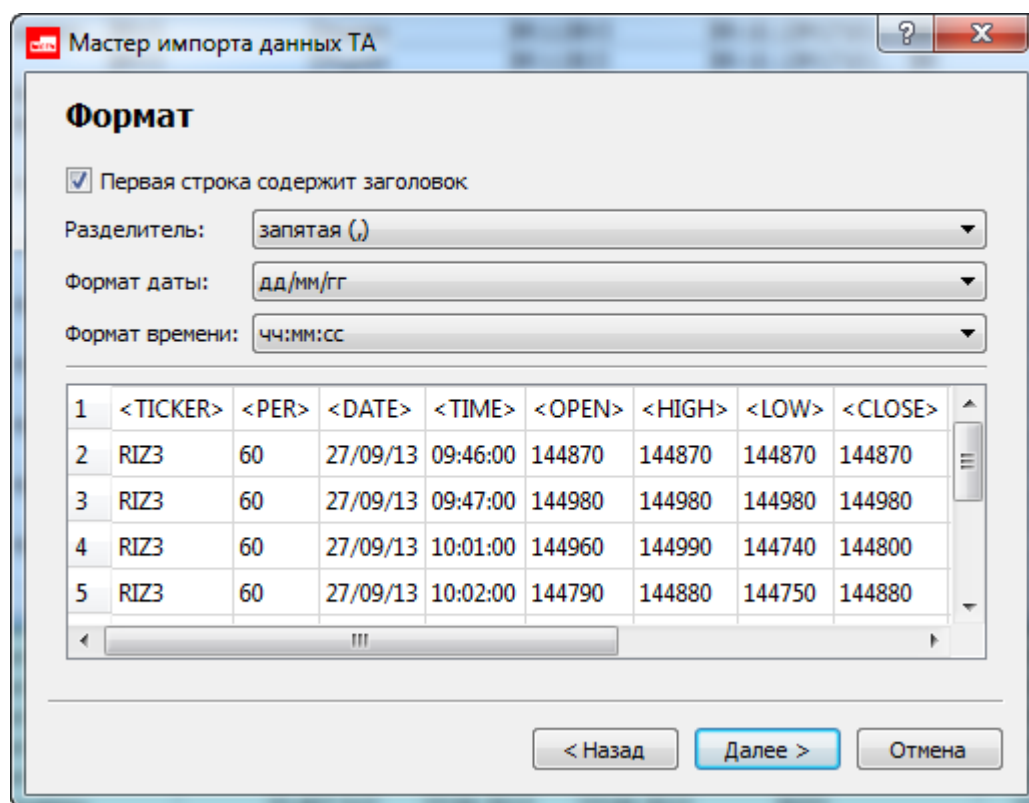 Мастер импорта данных ТА
Формат
Первая строка содержит заголовок
Разделитель: запятая (,)
Формат даты: дд/мм/гг
Формат времени: чч:мм:сс
1 <TICKER> <PER> <DATE> <TIME> <OPEN> <HIGH> <LOW> <CLOSE>
2 RIZ3 60 27/09/13 09:46:00 144870 144870 144870 144870
3 RIZ3 60 27/09/13 09:47:00 144980 144980 144980 144980
4 RIZ3 60 27/09/13 10:01:00 144960 144990 144740 144800
5 RIZ3 60 27/09/13 10:02:00 144790 144880 144750 144880
< Назад Далее > Отмена